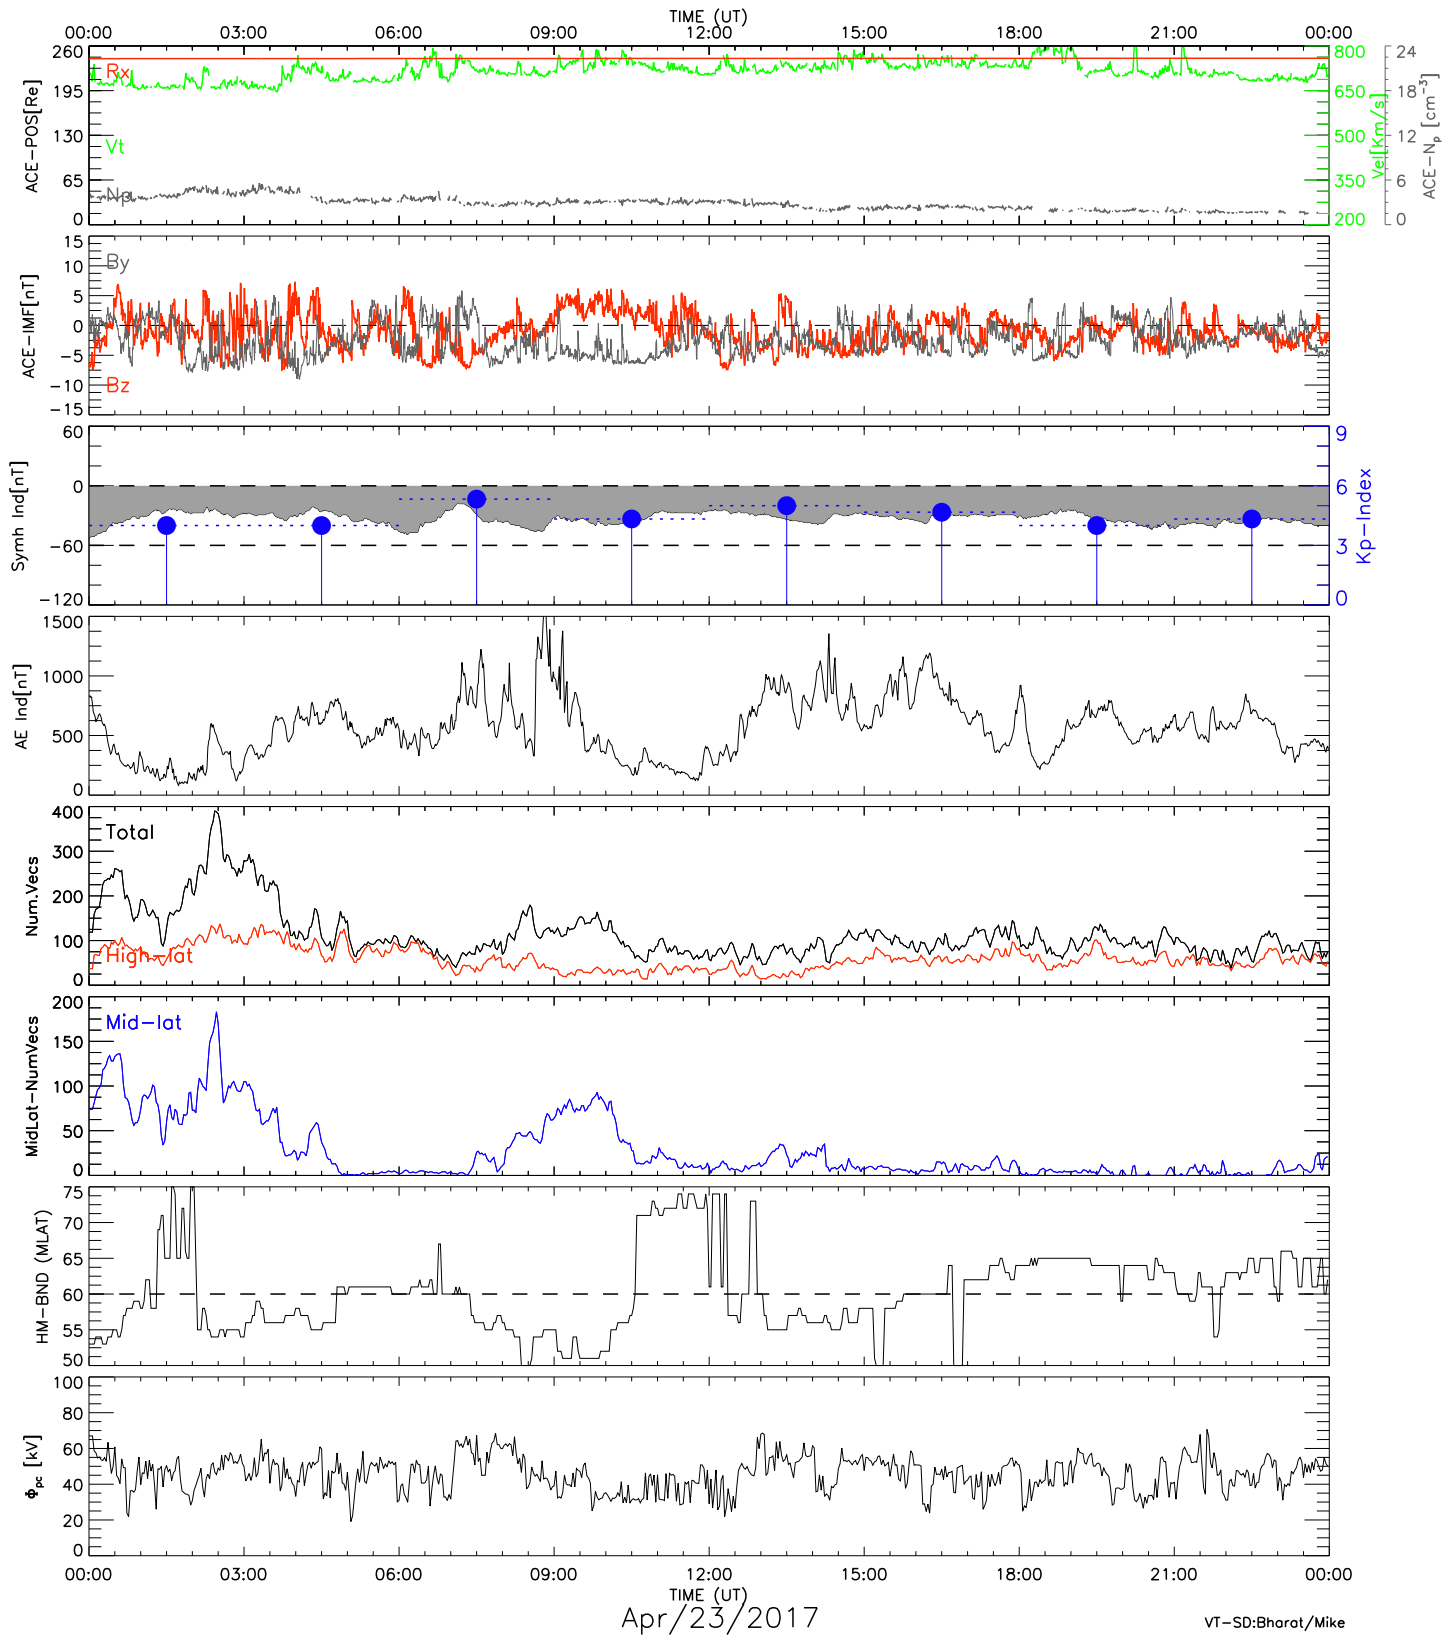 TIME (UT)
00:00 03:00 06:00 09:00 12:00 15:00 18:00 21:00 00:00
260
195
130
65
0
ACE-POS[Re]
Rx
Vt
Np
800
650
500
350
200
Vel[Km/s]
24
18
12
6
0
ACE-Np [cm-3]
15
10
5
0
-5
-10
-15
ACE-IMF[nT]
By
Bz
60
0
-60
-120
Symh Ind[nT]
9
6
3
0
Kp-Index
1500
1000
500
0
AE Ind[nT]
400
300
200
100
0
Num.Vecs
Total
High-lat
200
150
100
50
0
MidLat-NumVecs
Mid-lat
75
70
65
60
55
50
HM-BND (MLAT)
100
80
60
40
20
0
Φpc [kV]
00:00 03:00 06:00 09:00 12:00 15:00 18:00 21:00 00:00
TIME (UT)
Apr/23/2017
VT-SD:Bharat/Mike